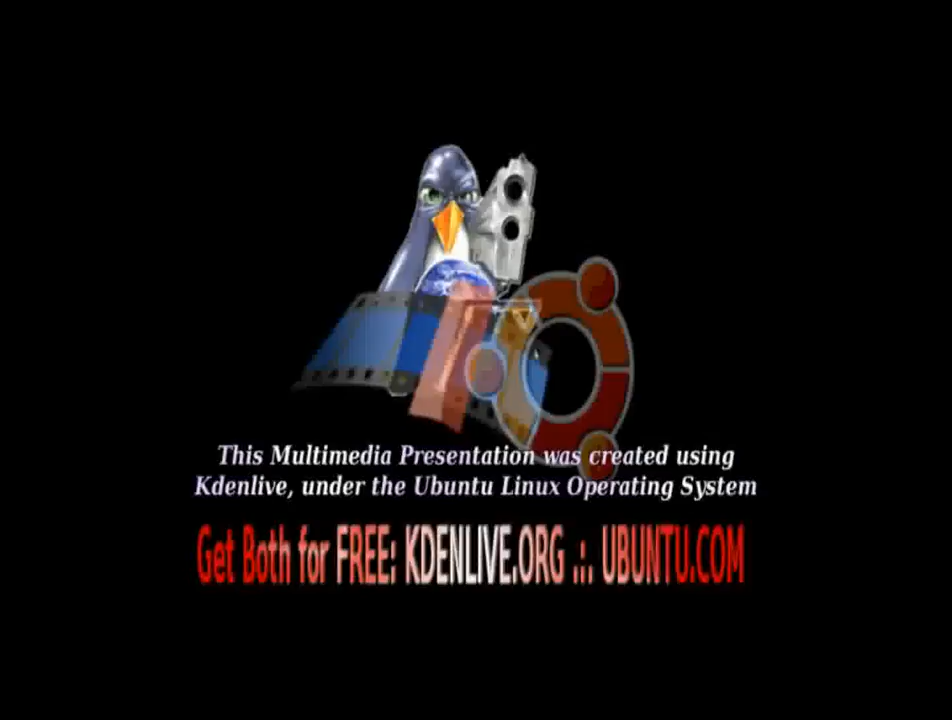 This Multimedia Presentation was created using
Kdenlive, under the Ubuntu Linux Operating System
Get Both for FREE: KDENLIVE.ORG .:. UBUNTU.COM